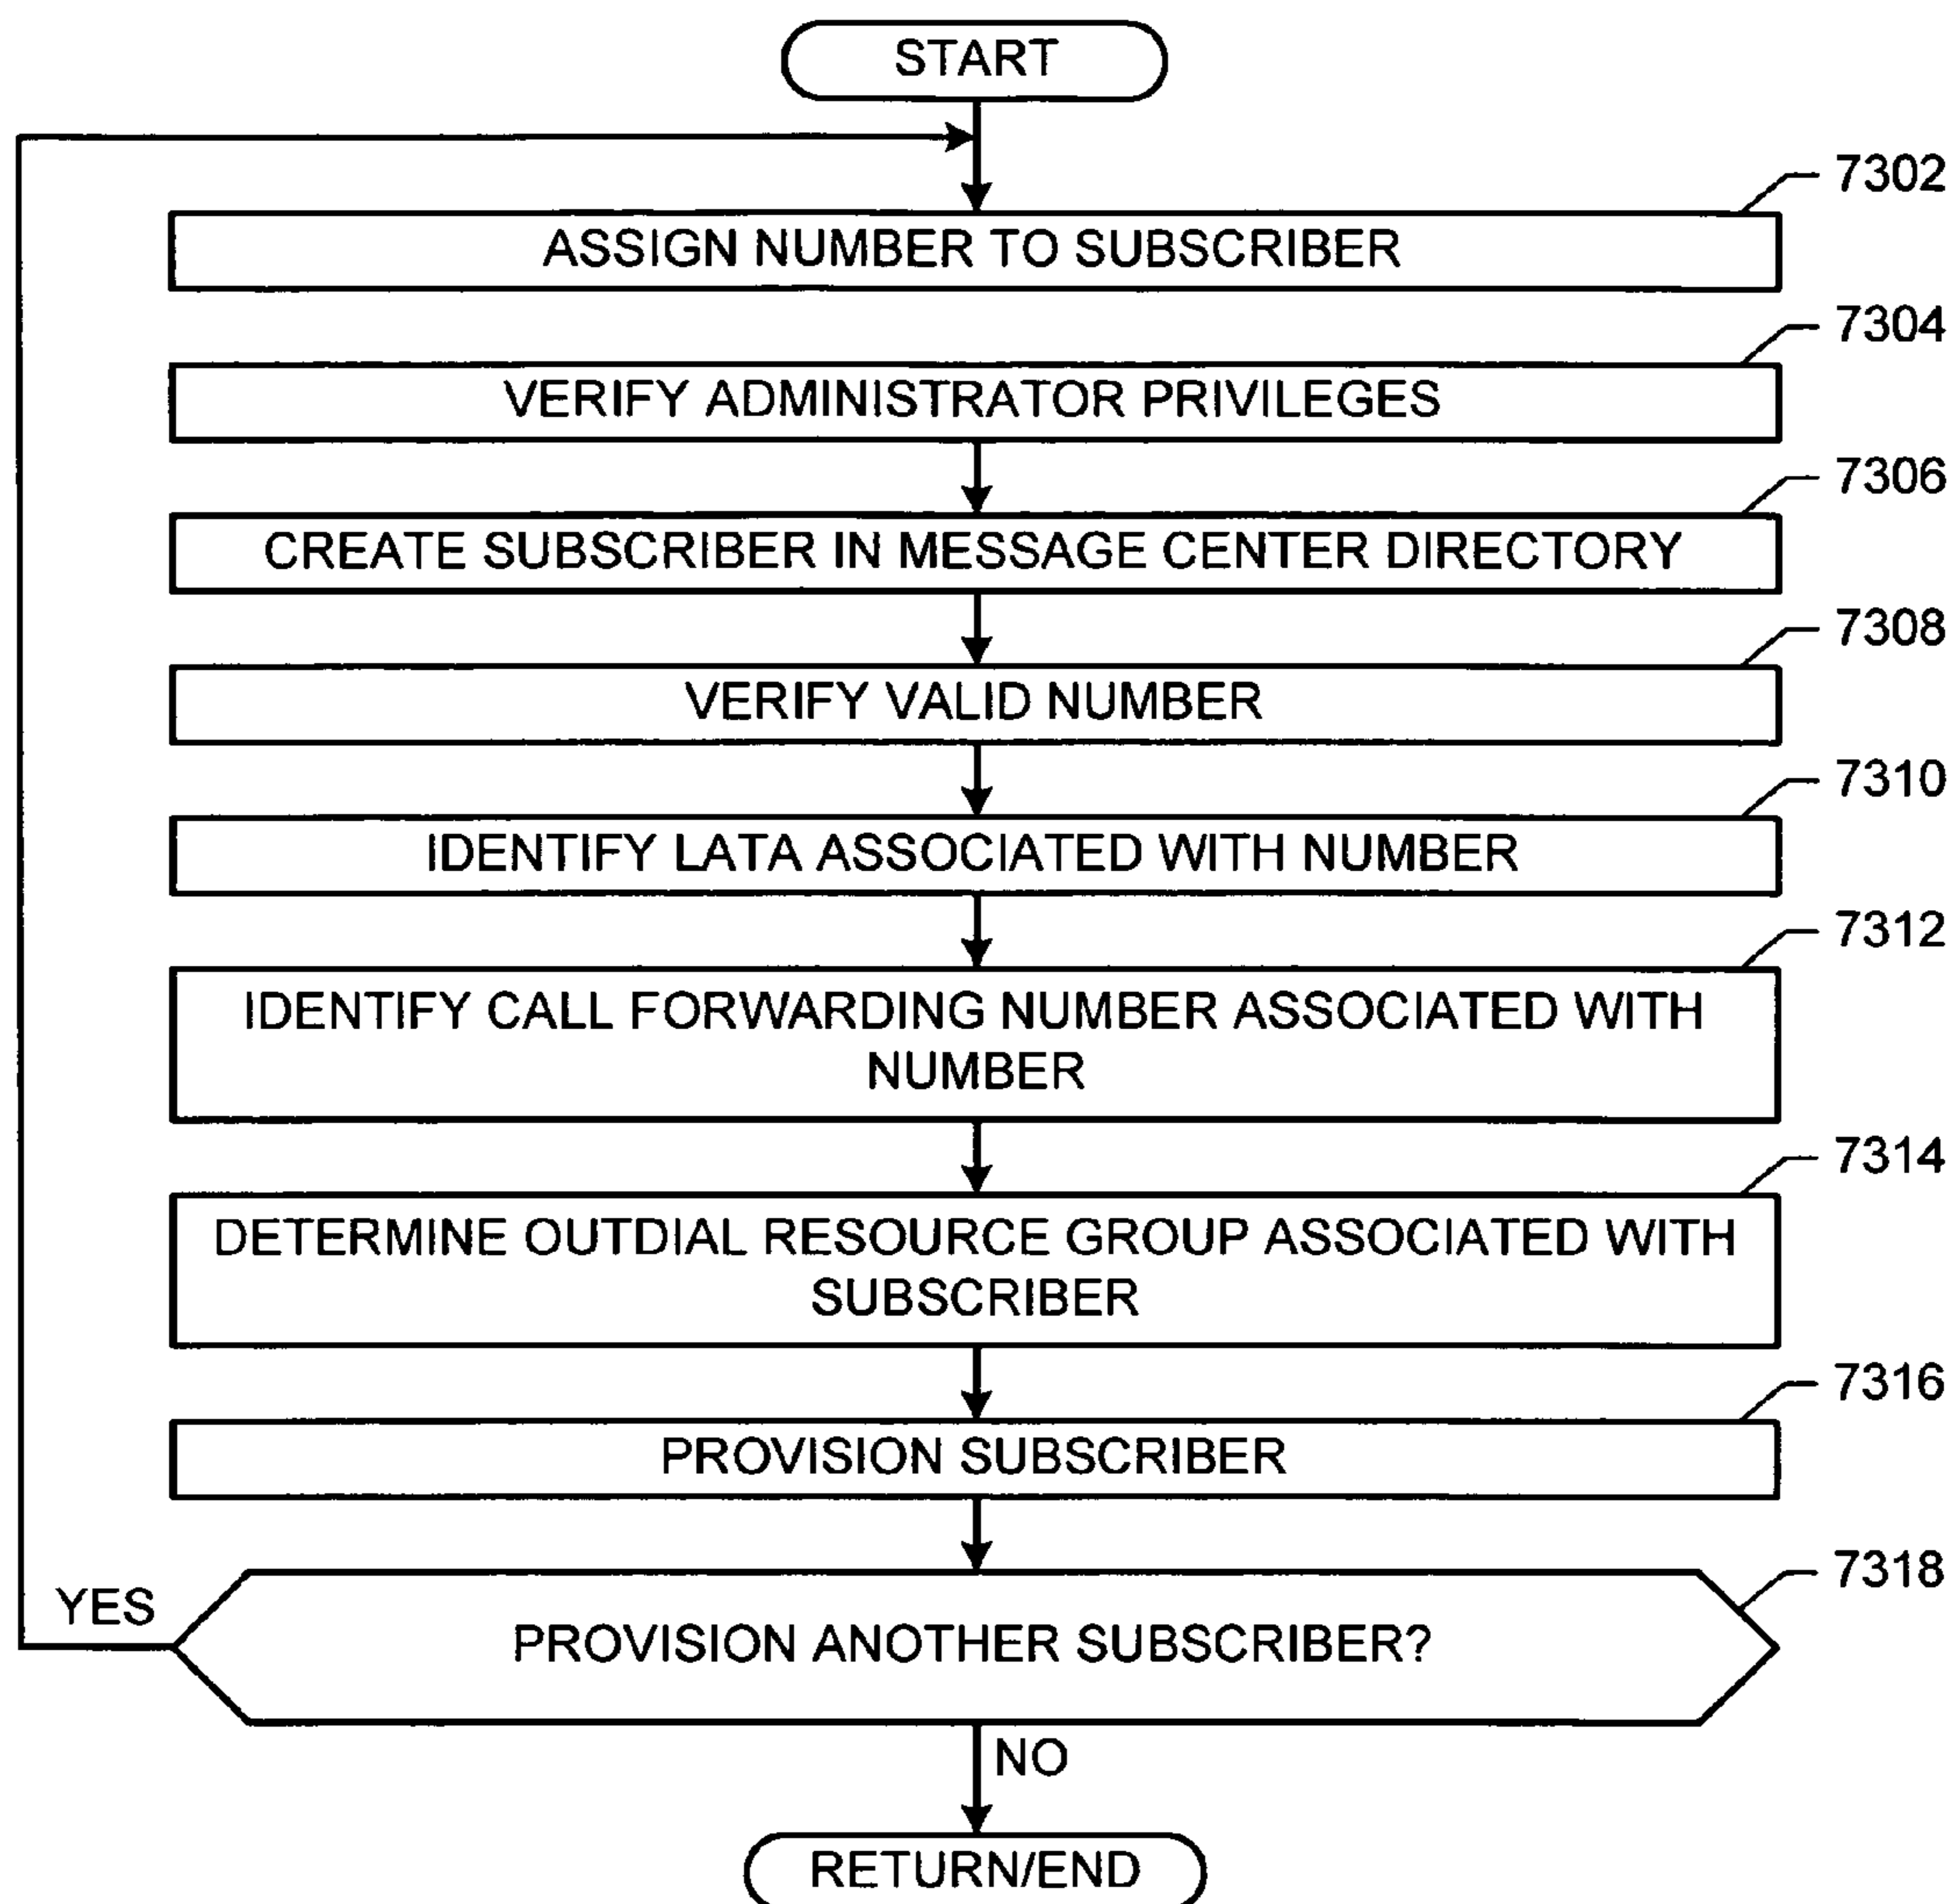 START
7302
ASSIGN NUMBER TO SUBSCRIBER
7304
VERIFY ADMINISTRATOR PRIVILEGES
7306
CREATE SUBSCRIBER IN MESSAGE CENTER DIRECTORY
7308
VERIFY VALID NUMBER
7310
IDENTIFY LATA ASSOCIATED WITH NUMBER
7312
IDENTIFY CALL FORWARDING NUMBER ASSOCIATED WITH
NUMBER
7314
DETERMINE OUTDIAL RESOURCE GROUP ASSOCIATED WITH
SUBSCRIBER
7316
PROVISION SUBSCRIBER
7318
YES
PROVISION ANOTHER SUBSCRIBER?
NO
RETURN/END